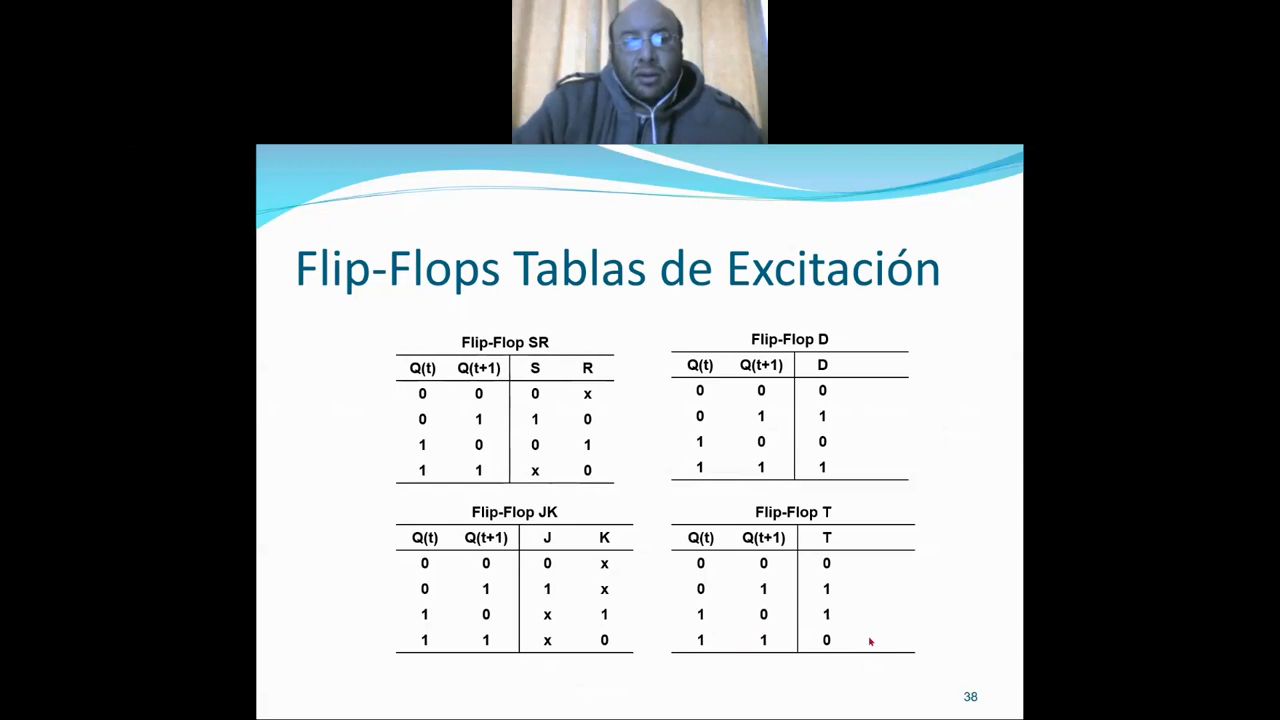 Flip-Flops Tablas de Excitación
Flip-Flop SR
Q(t) Q(t+1) S R
0 0 0 x
0 1 1 0
1 0 0 1
1 1 x 0
Flip-Flop D
Q(t) Q(t+1) D
0 0 0
0 1 1
1 0 0
1 1 1
Flip-Flop JK
Q(t) Q(t+1) J K
0 0 0 x
0 1 1 x
1 0 x 1
1 1 x 0
Flip-Flop T
Q(t) Q(t+1) T
0 0 0
0 1 1
1 0 1
1 1 0
38